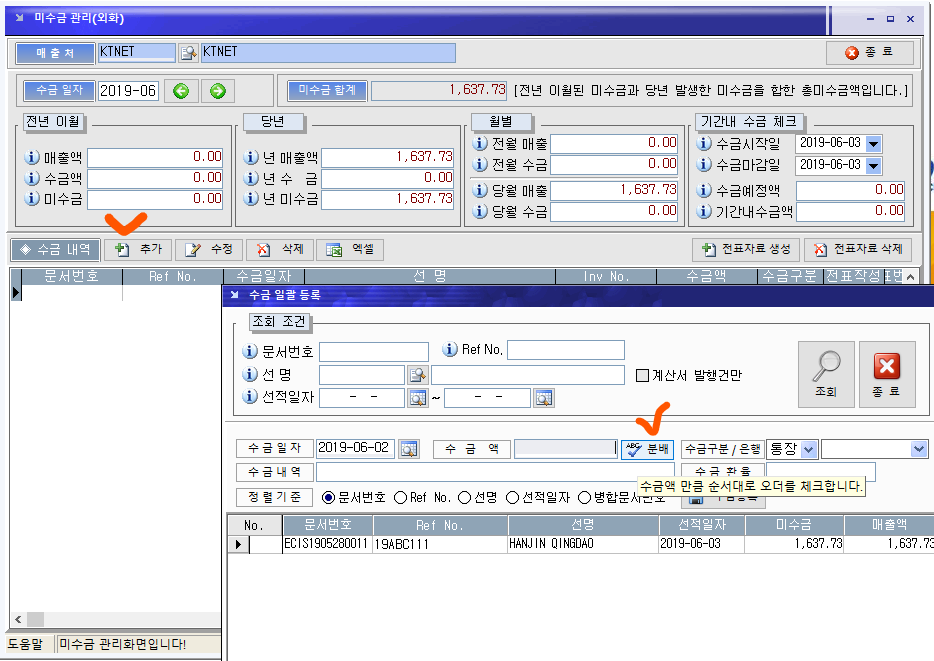 미수금 관리(외화)
매 출 처 KTNET KTNET 종 료
수금 일자 2019-06 미수금 합계 1,637.73 [전년 이월된 미수금과 당년 발생한 미수금을 합한 총미수금액입니다.]
전년 이월 당년 월별 기간내 수금 체크
매출액 0.00 년 매출액 1,637.73 전월 매출 0.00 수금시작일 2019-06-03
수금액 0.00 년 수 금 0.00 전월 수금 0.00 수금마감일 2019-06-03
미수금 0.00 년 미수금 1,637.73 당월 매출 1,637.73 수금예정액 0.00
당월 수금 0.00 기간내수금액 0.00
수금 내역 추가 수정 삭제 엑셀 전표자료 생성 전표자료 삭제
문서번호 Ref No. 수금일자 선 명 Inv No. 수금액 수금구분 전표작성
수금 일괄 등록
조회 조건
문서번호 Ref No.
선 명 계산서 발행건만
선적일자 - - ~ - -
조회 종 료
수금일자 2019-06-02 수 금 액 ABC 분배 수금구분/은행 통장
수금내역 수금환율
수금액 만큼 순서대로 오더를 체크합니다.
정렬기준 문서번호 Ref No. 선명 선적일자 병합문서번호
No. 문서번호 Ref No. 선명 선적일자 미수금 매출액
ECIS1905280011 19ABC111 HANJIN QINGDAO 2019-06-03 1,637.73 1,637.73
도움말 미수금 관리화면입니다!